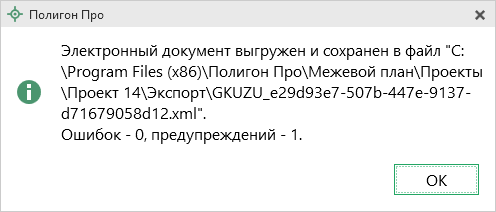 Полигон Про
Электронный документ выгружен и сохранен в файл "C:
\Program Files (x86)\Полигон Про\Межевой план\Проекты
\Проект 14\Экспорт\GKUZU_e29d93e7-507b-447e-9137-
d71679058d12.xml".
Ошибок - 0, предупреждений - 1.
ОК